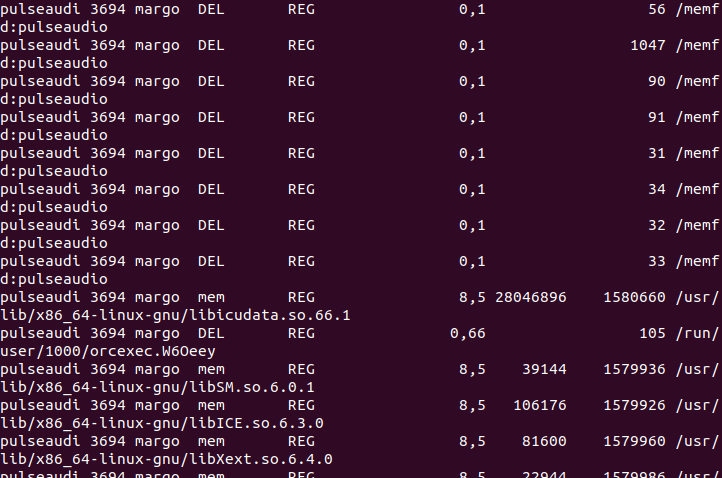 pulseaudi 3694 margo DEL REG 0,1 56 /memf
d:pulseaudio
pulseaudi 3694 margo DEL REG 0,1 1047 /memf
d:pulseaudio
pulseaudi 3694 margo DEL REG 0,1 90 /memf
d:pulseaudio
pulseaudi 3694 margo DEL REG 0,1 91 /memf
d:pulseaudio
pulseaudi 3694 margo DEL REG 0,1 31 /memf
d:pulseaudio
pulseaudi 3694 margo DEL REG 0,1 34 /memf
d:pulseaudio
pulseaudi 3694 margo DEL REG 0,1 32 /memf
d:pulseaudio
pulseaudi 3694 margo DEL REG 0,1 33 /memf
d:pulseaudio
pulseaudi 3694 margo mem REG 8,5 28046896 1580660 /usr/
lib/x86_64-linux-gnu/libicudata.so.66.1
pulseaudi 3694 margo DEL REG 0,66 105 /run/
user/1000/orcexec.W6Oeey
pulseaudi 3694 margo mem REG 8,5 39144 1579936 /usr/
lib/x86_64-linux-gnu/libSM.so.6.0.1
pulseaudi 3694 margo mem REG 8,5 106176 1579926 /usr/
lib/x86_64-linux-gnu/libICE.so.6.3.0
pulseaudi 3694 margo mem REG 8,5 81600 1579960 /usr/
lib/x86_64-linux-gnu/libXext.so.6.4.0
pulseaudi 3694 margo mem REG 8,5 22944 1579986 /usr/